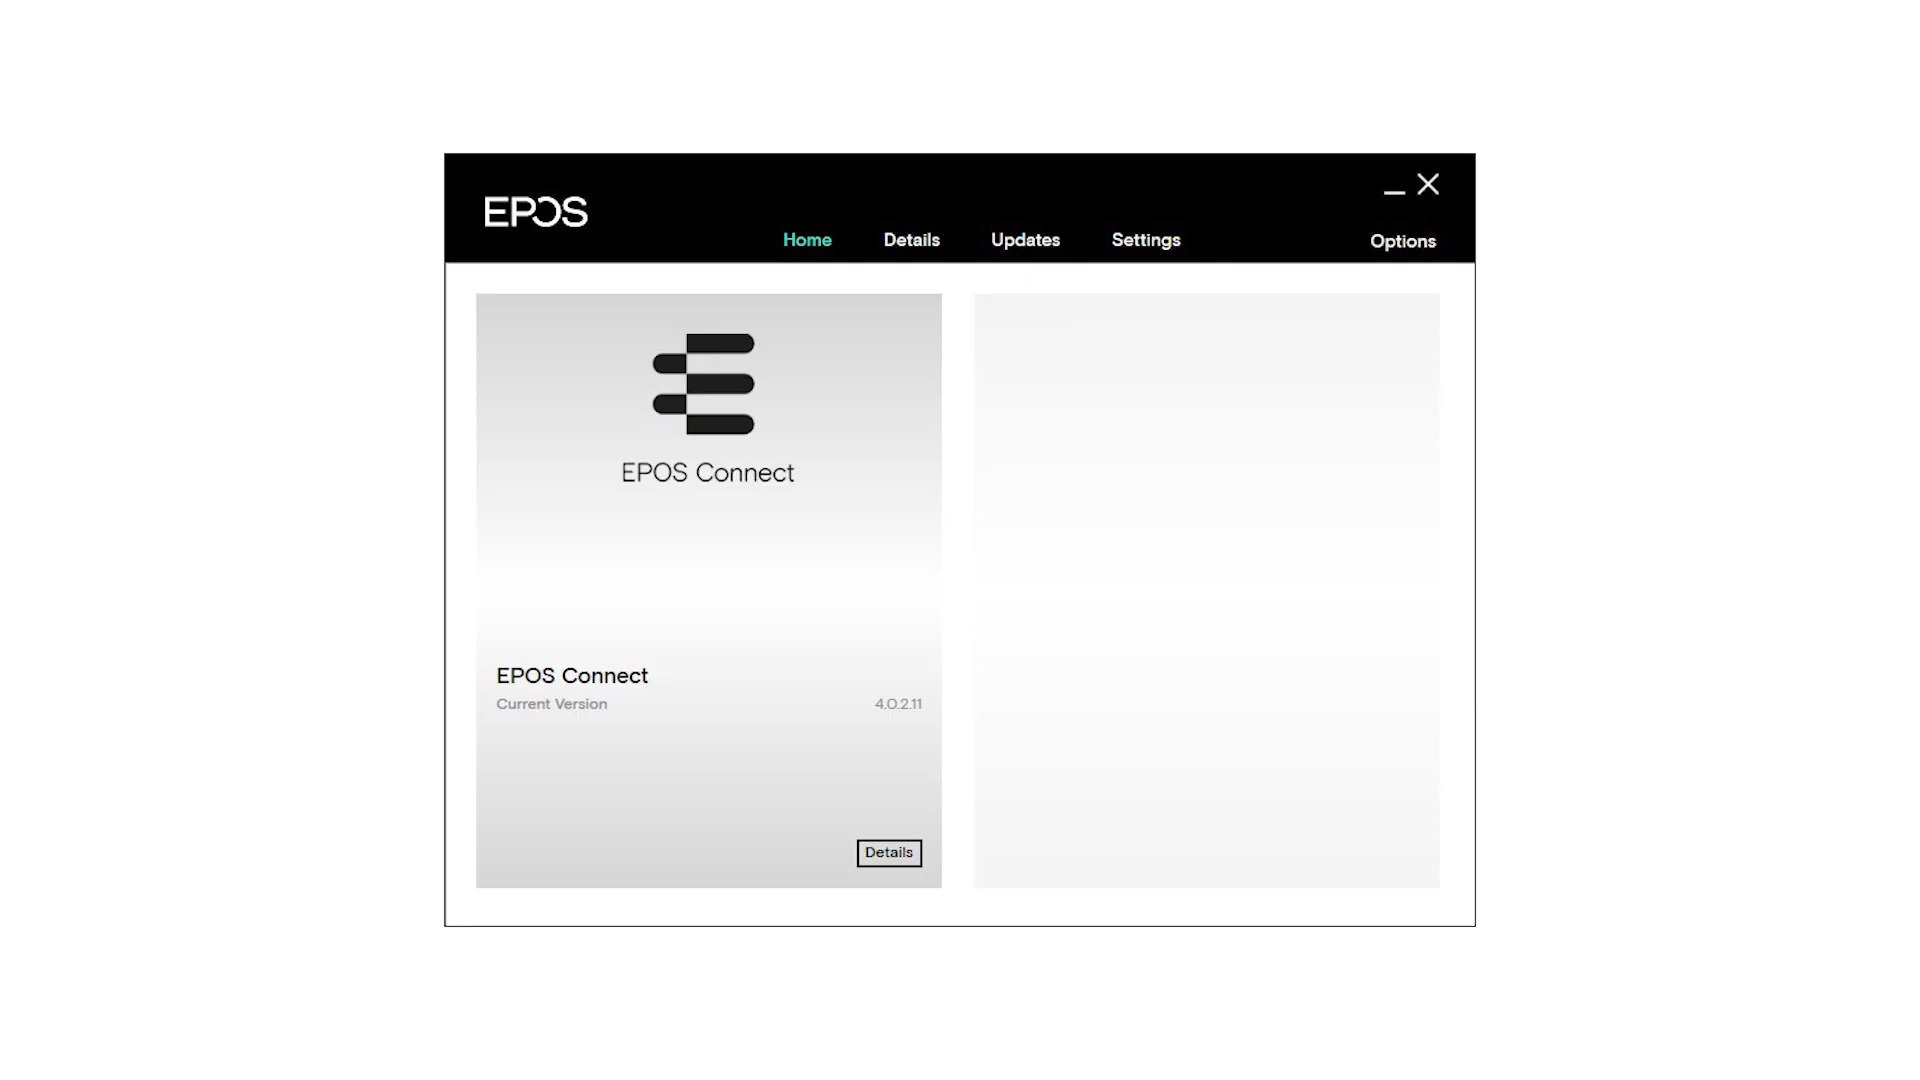 EPOS
Home Details Updates Settings Options
EPOS Connect
EPOS Connect
Current Version 4.0.2.11
Details